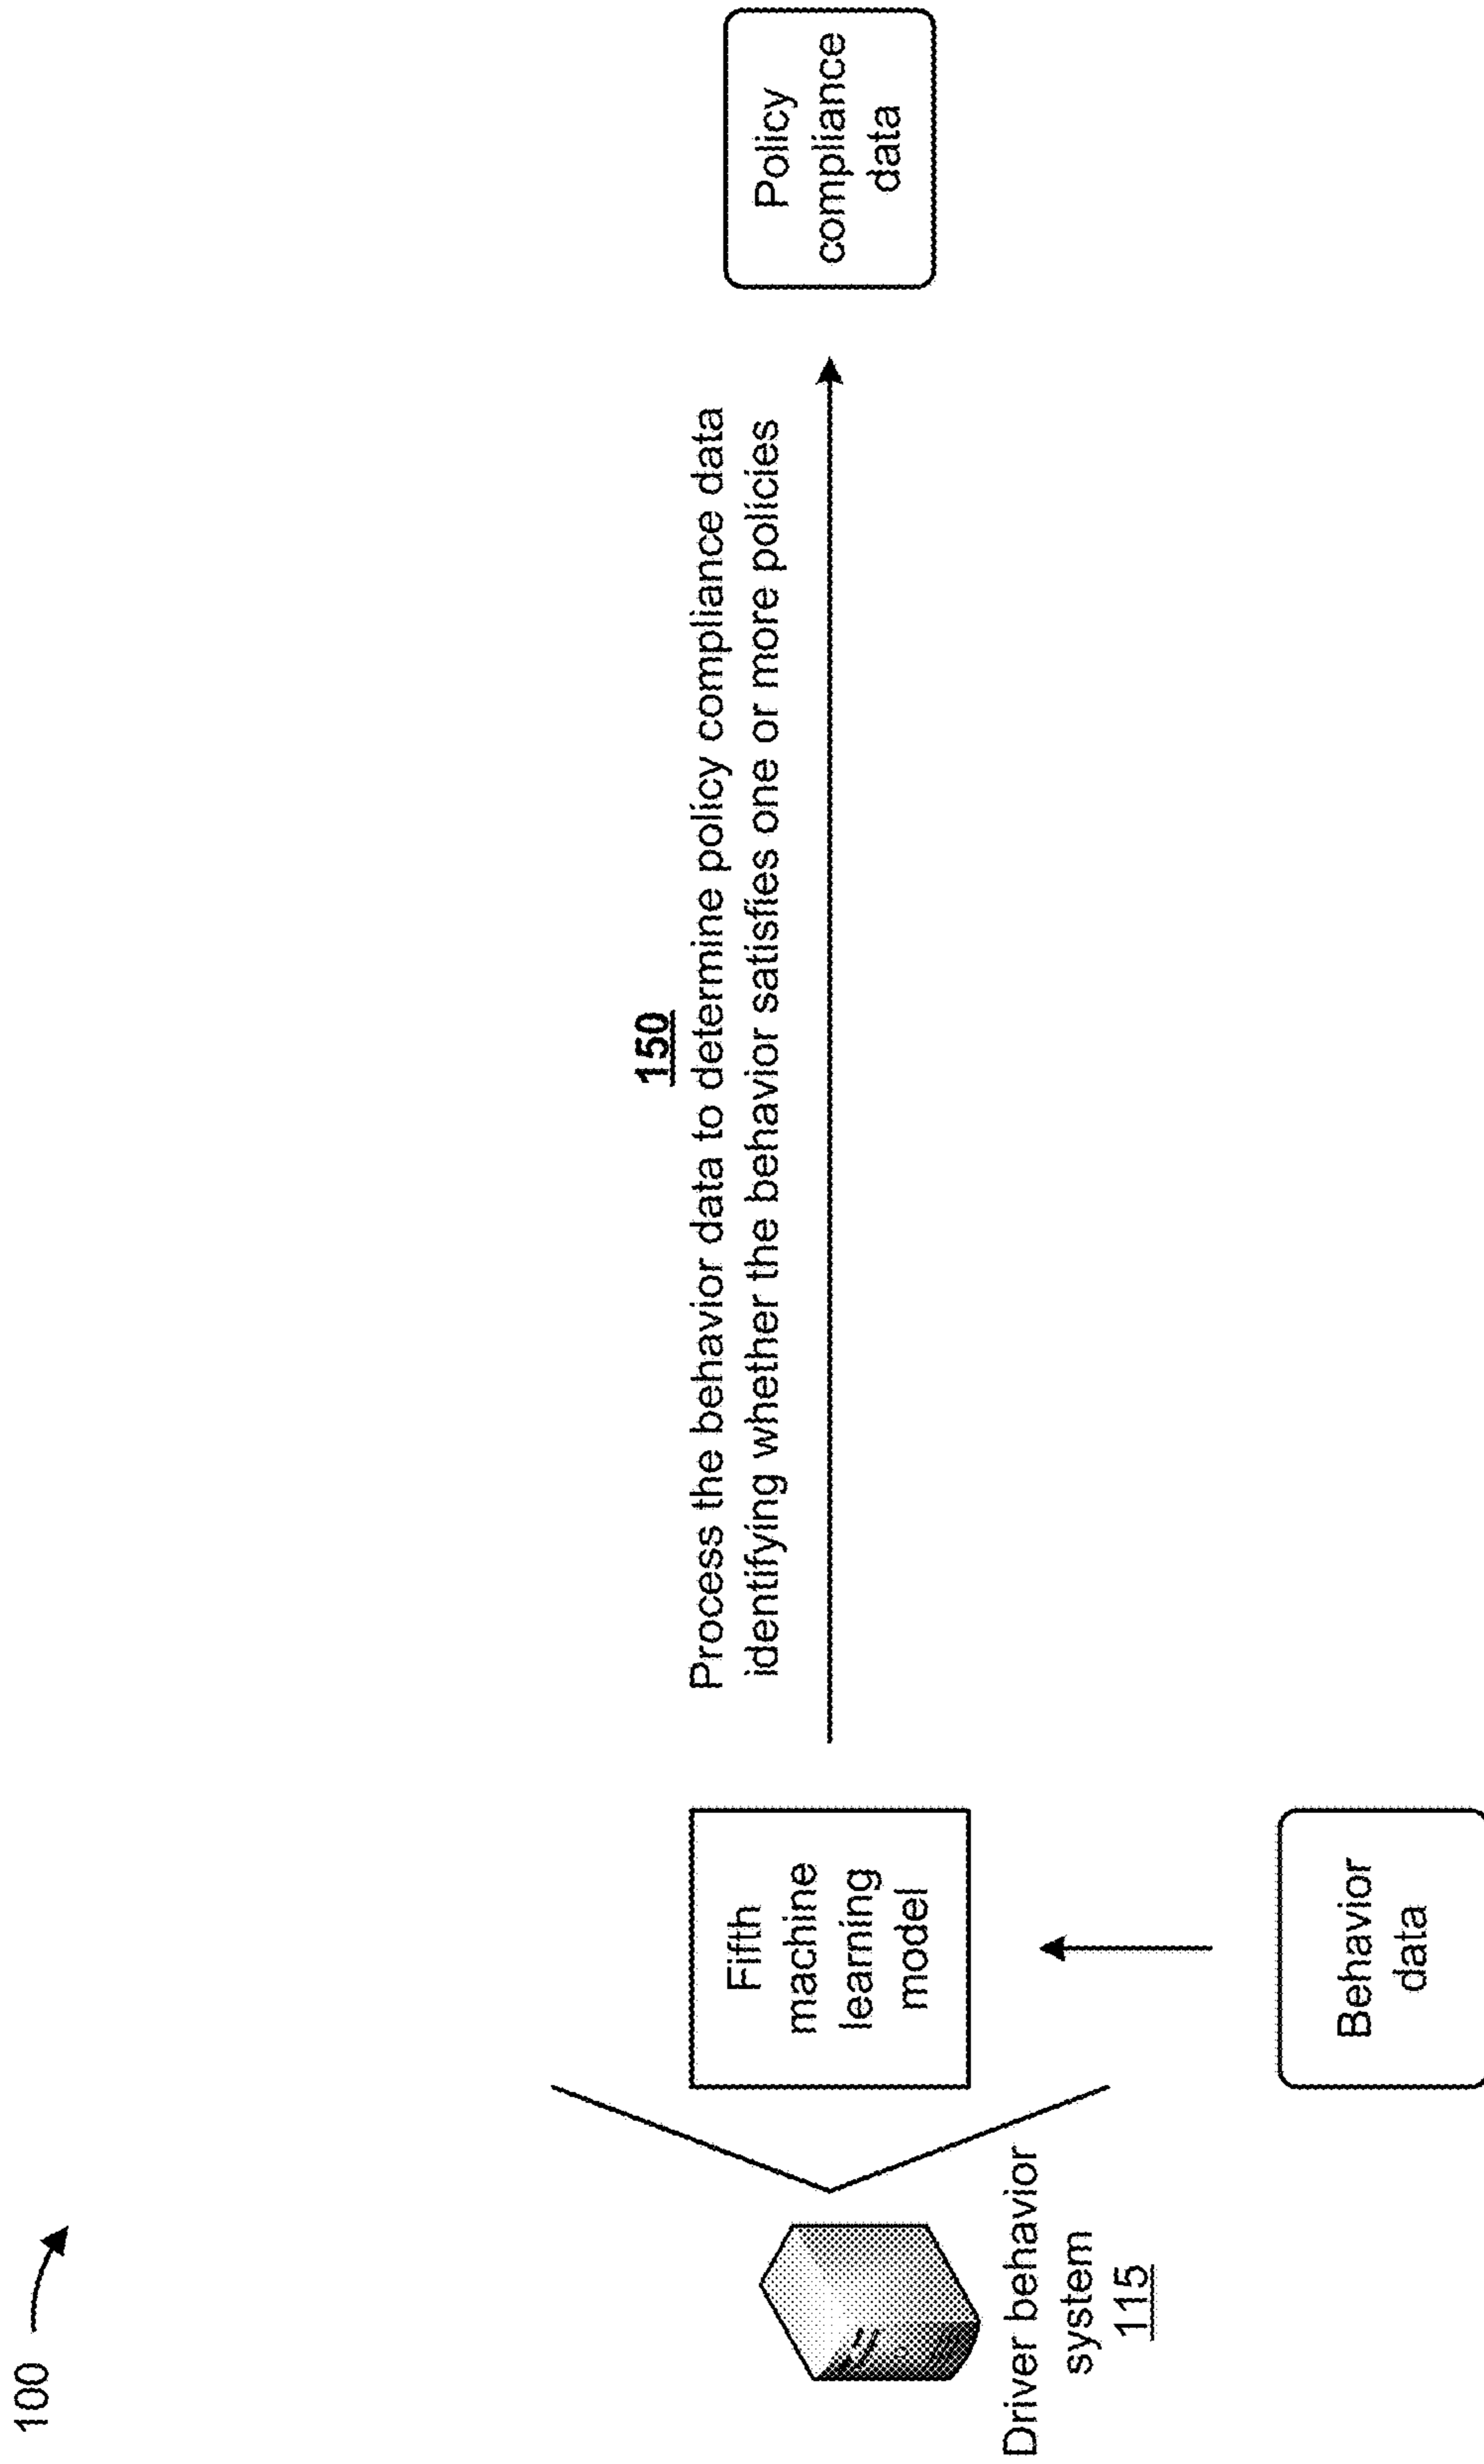 100
150
Process the behavior data to determine policy compliance data
identifying whether the behavior satisfies one or more policies
Fifth
machine
learning
model
Policy
compliance
data
Driver behavior
system
115
Behavior
data